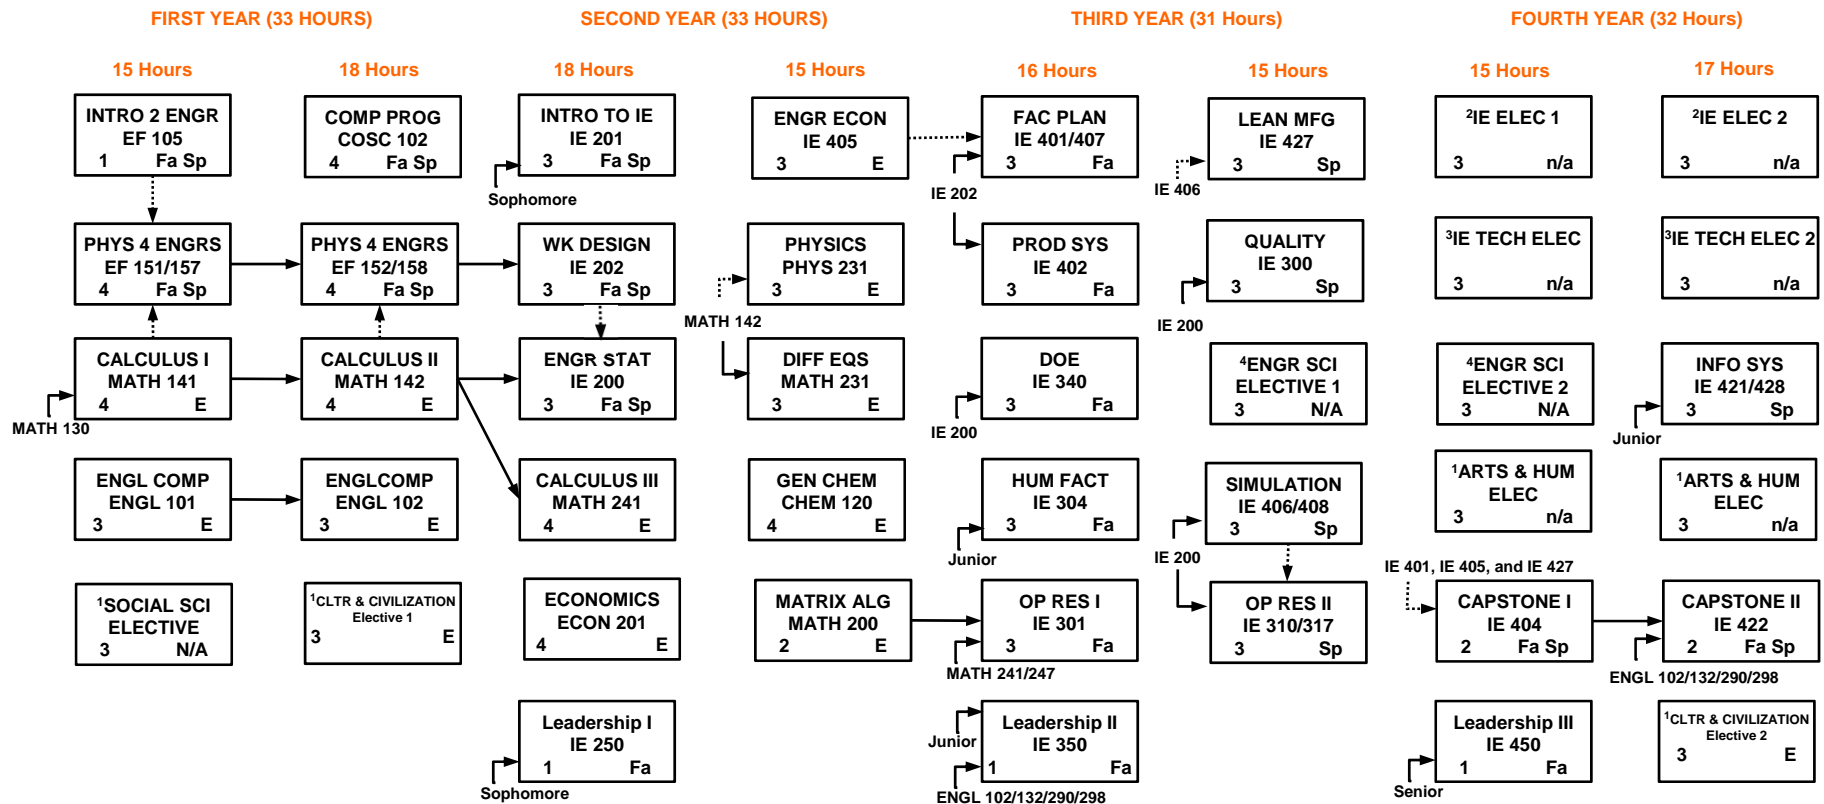 FIRST YEAR (33 HOURS)
SECOND YEAR (33 HOURS)
THIRD YEAR (31 Hours)
FOURTH YEAR (32 Hours)
15 Hours
18 Hours
18 Hours
15 Hours
16 Hours
15 Hours
15 Hours
17 Hours
INTRO 2 ENGR
EF 105
1 Fa Sp
COMP PROG
COSC 102
4 Fa Sp
INTRO TO IE
IE 201
3 Fa Sp
Sophomore
ENGR ECON
IE 405
3 E
FAC PLAN
IE 401/407
3 Fa
IE 202
LEAN MFG
IE 427
3 Sp
IE 406
²IE ELEC 1
3 n/a
²IE ELEC 2
3 n/a
PHYS 4 ENGRS
EF 151/157
4 Fa Sp
PHYS 4 ENGRS
EF 152/158
4 Fa Sp
WK DESIGN
IE 202
3 Fa Sp
PHYSICS
PHYS 231
3 E
MATH 142
PROD SYS
IE 402
3 Fa
QUALITY
IE 300
3 Sp
IE 200
³IE TECH ELEC
3 n/a
³IE TECH ELEC 2
3 n/a
CALCULUS I
MATH 141
4 E
MATH 130
CALCULUS II
MATH 142
4 E
ENGR STAT
IE 200
3 Fa Sp
DIFF EQS
MATH 231
3 E
DOE
IE 340
3 Fa
IE 200
⁴ENGR SCI
ELECTIVE 1
3 N/A
⁴ENGR SCI
ELECTIVE 2
3 N/A
INFO SYS
IE 421/428
3 Sp
Junior
ENGL COMP
ENGL 101
3 E
ENGLCOMP
ENGL 102
3 E
CALCULUS III
MATH 241
4 E
GEN CHEM
CHEM 120
4 E
HUM FACT
IE 304
3 Fa
Junior
SIMULATION
IE 406/408
3 Sp
IE 200
¹ARTS & HUM
ELEC
3 n/a
¹ARTS & HUM
ELEC
3 n/a
IE 401, IE 405, and IE 427
¹SOCIAL SCI
ELECTIVE
3 N/A
¹CLTR & CIVILIZATION
Elective 1
3 E
ECONOMICS
ECON 201
4 E
MATRIX ALG
MATH 200
2 E
OP RES I
IE 301
3 Fa
MATH 241/247
OP RES II
IE 310/317
3 Sp
CAPSTONE I
IE 404
2 Fa Sp
CAPSTONE II
IE 422
2 Fa Sp
ENGL 102/132/290/298
Leadership I
IE 250
1 Fa
Sophomore
Leadership II
IE 350
1 Fa
Junior
ENGL 102/132/290/298
Leadership III
IE 450
1 Fa
Senior
¹CLTR & CIVILIZATION
Elective 2
3 E